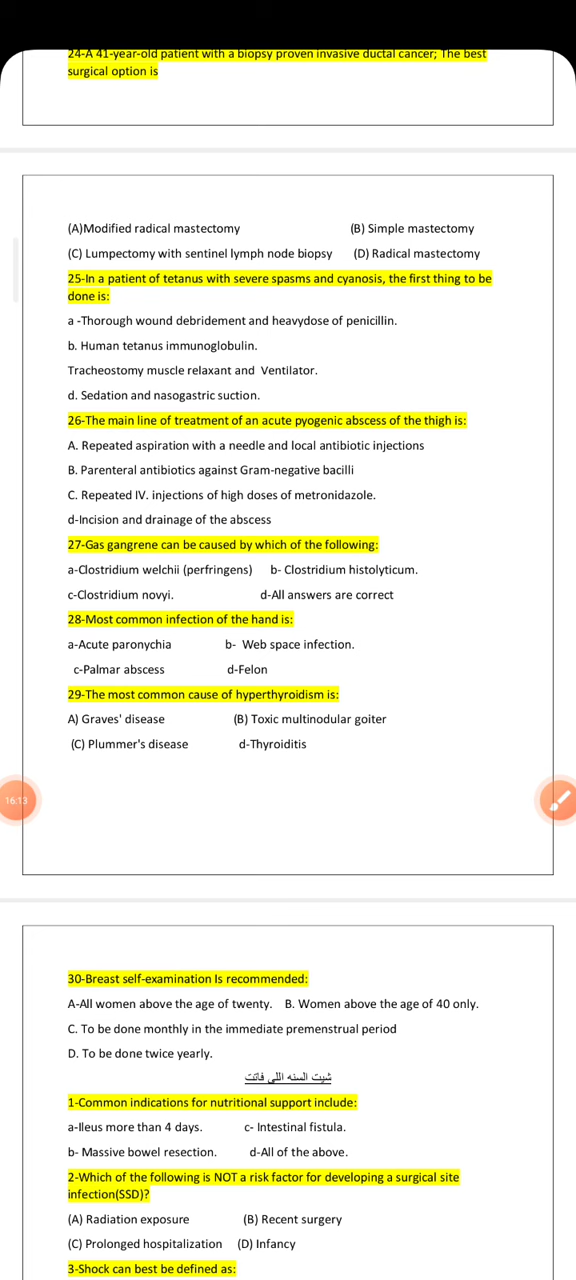 24-A 41-year-old patient with a biopsy proven invasive ductal cancer; The best
surgical option is
(A)Modified radical mastectomy (B) Simple mastectomy
(C) Lumpectomy with sentinel lymph node biopsy (D) Radical mastectomy
25-In a patient of tetanus with severe spasms and cyanosis, the first thing to be
done is:
a -Thorough wound debridement and heavydose of penicillin.
b. Human tetanus immunoglobulin.
Tracheostomy muscle relaxant and Ventilator.
d. Sedation and nasogastric suction.
26-The main line of treatment of an acute pyogenic abscess of the thigh is:
A. Repeated aspiration with a needle and local antibiotic injections
B. Parenteral antibiotics against Gram-negative bacilli
C. Repeated IV. injections of high doses of metronidazole.
d-Incision and drainage of the abscess
27-Gas gangrene can be caused by which of the following:
a-Clostridium welchii (perfringens) b- Clostridium histolyticum.
c-Clostridium novyi. d-All answers are correct
28-Most common infection of the hand is:
a-Acute paronychia b- Web space infection.
c-Palmar abscess d-Felon
29-The most common cause of hyperthyroidism is:
A) Graves' disease (B) Toxic multinodular goiter
(C) Plummer's disease d-Thyroiditis
16:13
30-Breast self-examination Is recommended:
A-All women above the age of twenty. B. Women above the age of 40 only.
C. To be done monthly in the immediate premenstrual period
D. To be done twice yearly.
شيت السنه اللي فاتت
1-Common indications for nutritional support include:
a-Ileus more than 4 days. c- Intestinal fistula.
b- Massive bowel resection. d-All of the above.
2-Which of the following is NOT a risk factor for developing a surgical site
infection(SSD)?
(A) Radiation exposure (B) Recent surgery
(C) Prolonged hospitalization (D) Infancy
3-Shock can best be defined as: